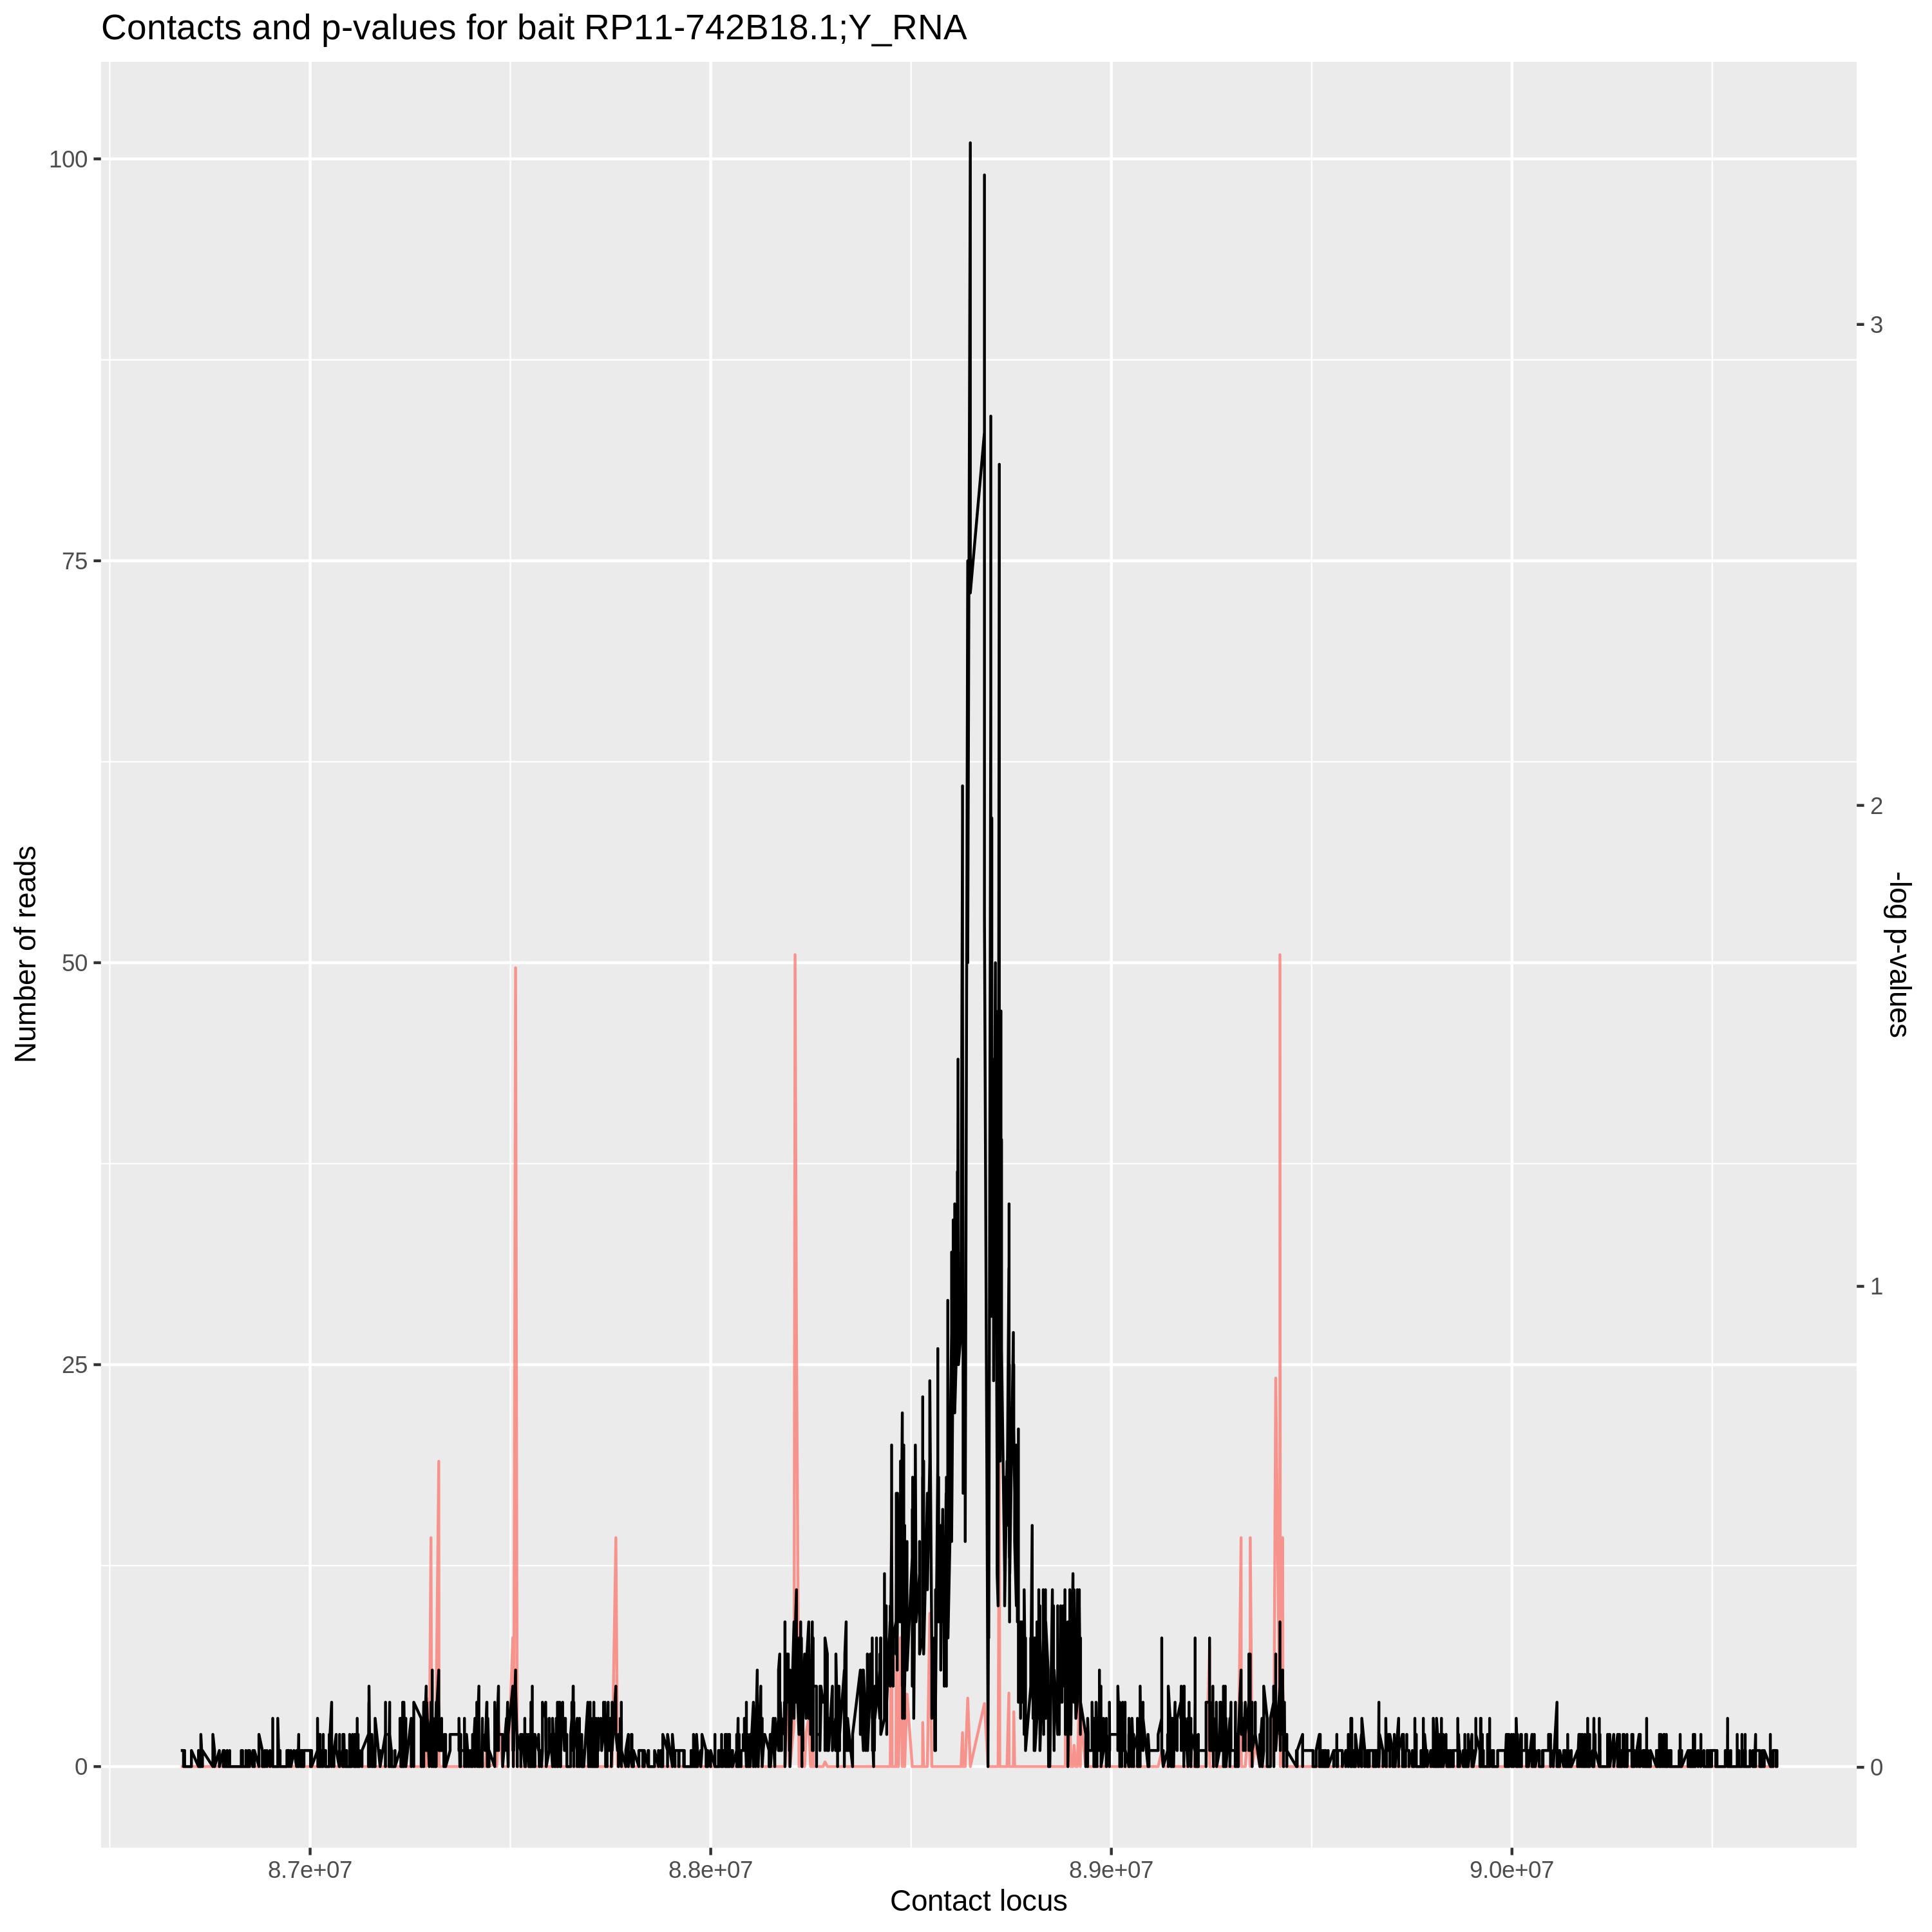 Contacts and p-values for bait RP11-742B18.1;Y_RNA
100
75
50
25
0
Number of reads
3
2
1
0
-log p-values
8.7e+07
8.8e+07
8.9e+07
9.0e+07
Contact locus